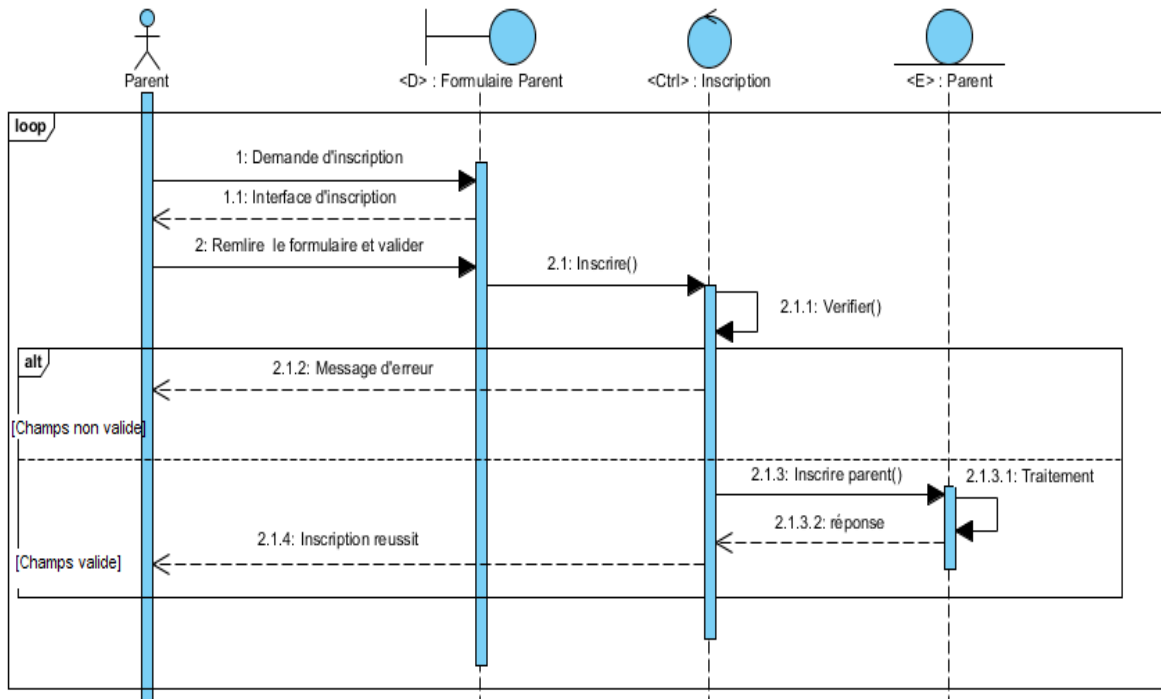 Parent
<D> : Formulaire Parent
<Ctrl> : Inscription
<E> : Parent
loop
1: Demande d'inscription
1.1: Interface d'inscription
2: Remlire le formulaire et valider
2.1: Inscrire()
2.1.1: Verifier()
alt
2.1.2: Message d'erreur
[Champs non valide]
2.1.3: Inscrire parent()
2.1.3.1: Traitement
2.1.3.2: réponse
2.1.4: Inscription reussit
[Champs valide]